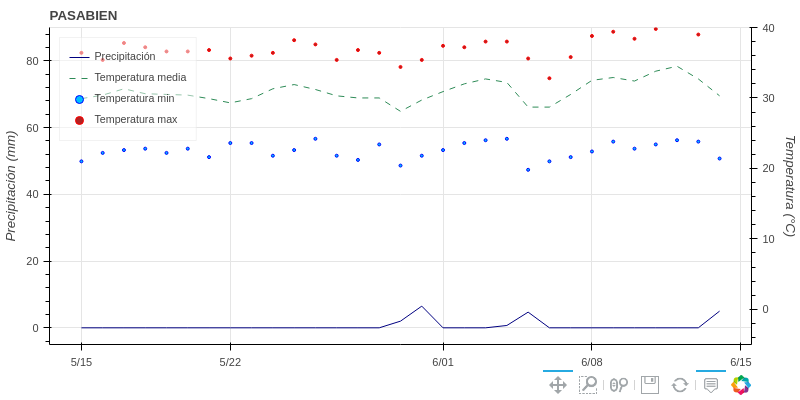 PASABIEN
Precipitación
Temperatura media
Temperatura min
Temperatura max
Precipitación (mm)
80
60
40
20
0
Temperatura (°C)
40
30
20
10
0
5/15
5/22
6/01
6/08
6/15